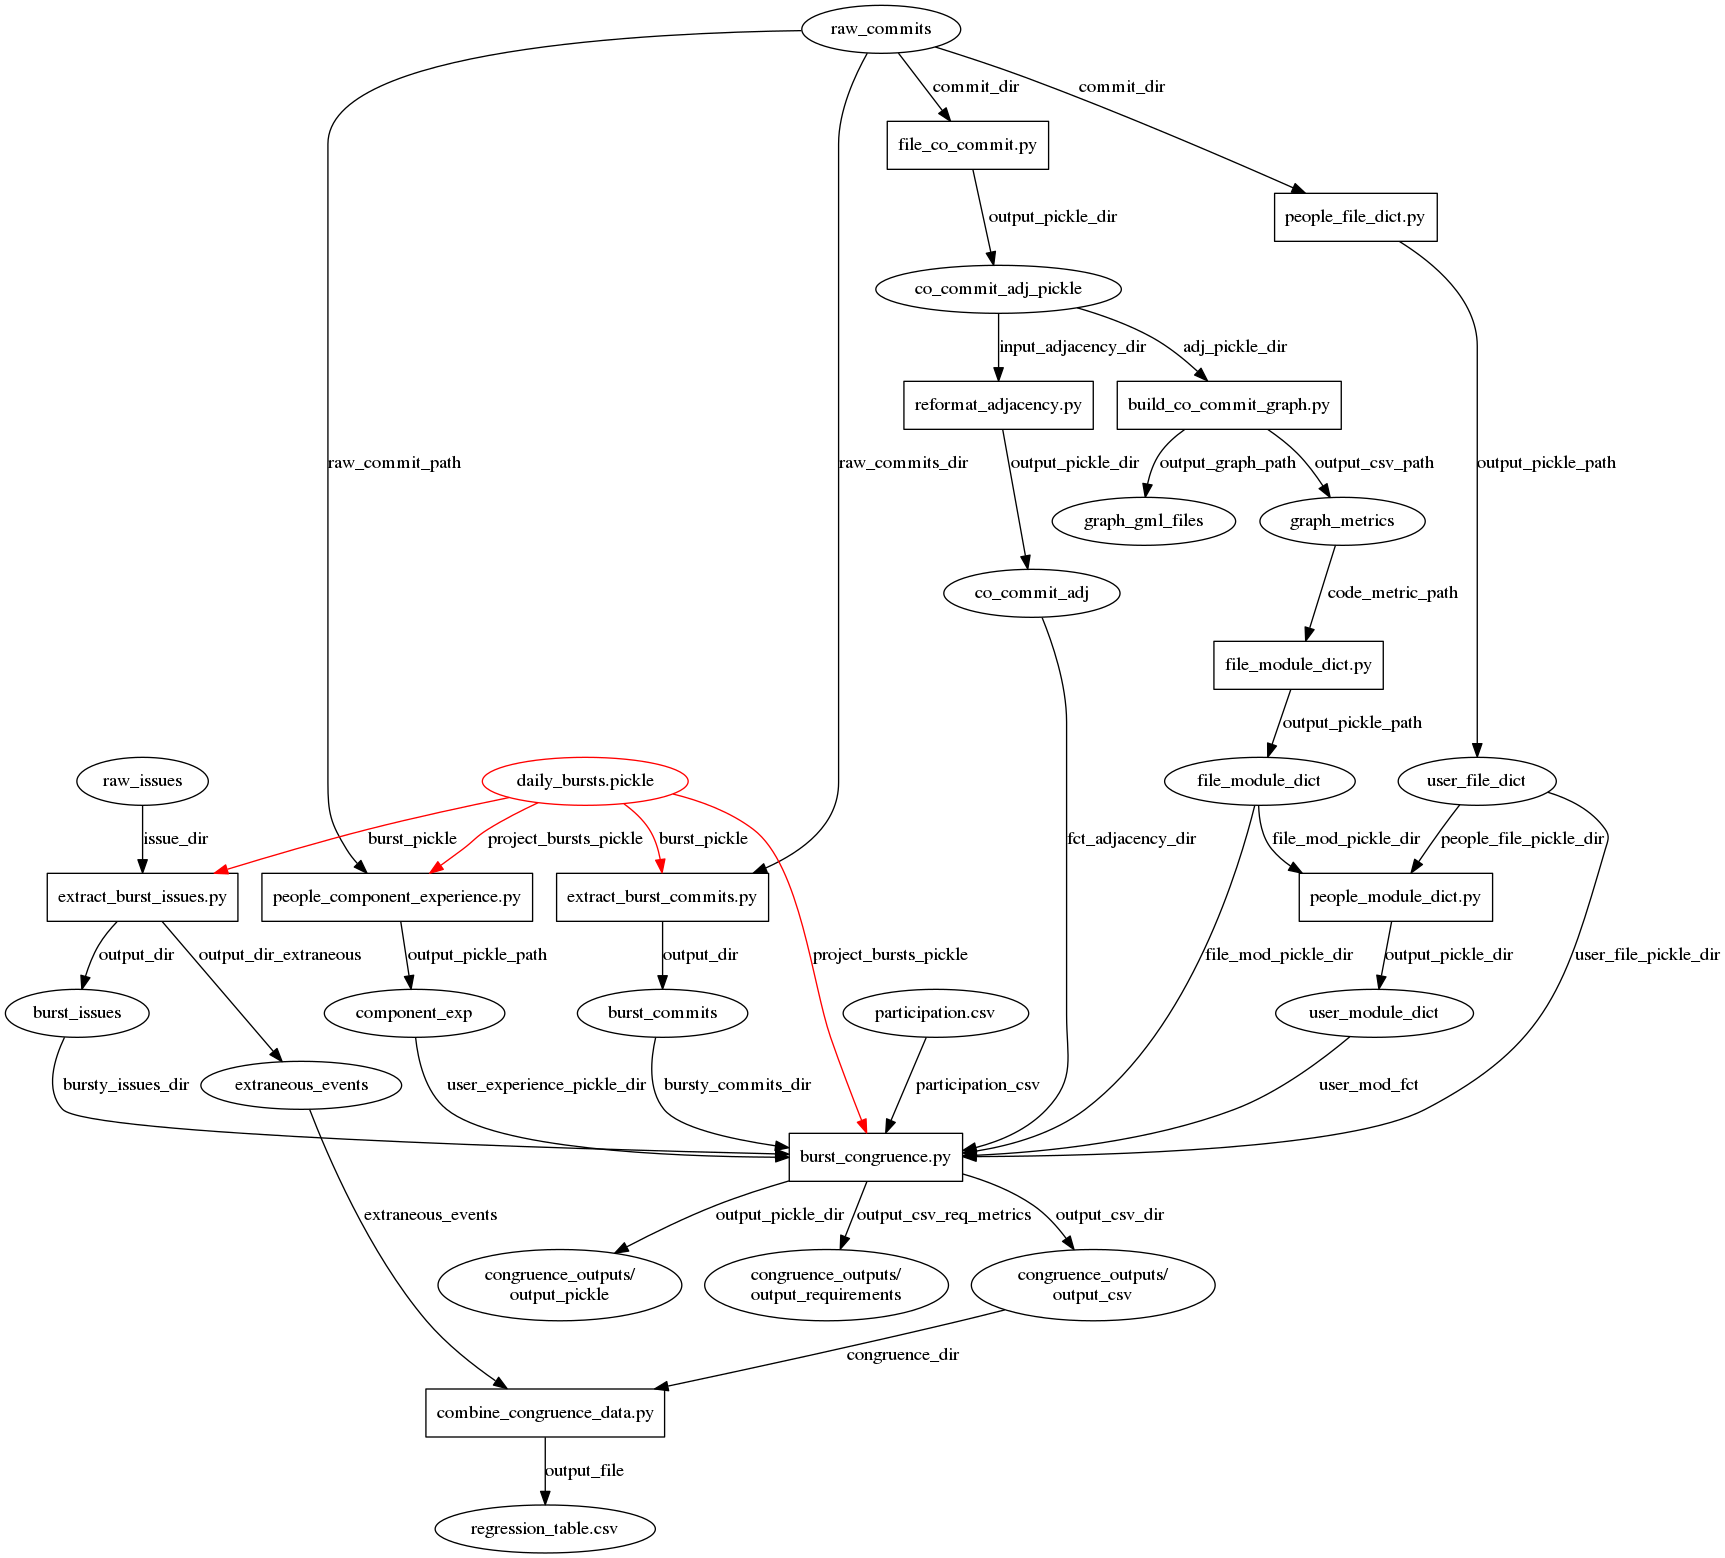 raw_commits
commit_dir
commit_dir
file_co_commit.py
people_file_dict.py
output_pickle_dir
co_commit_adj_pickle
input_adjacency_dir
adj_pickle_dir
reformat_adjacency.py
build_co_commit_graph.py
raw_commit_path
raw_commits_dir
output_pickle_dir
output_graph_path
output_csv_path
output_pickle_path
graph_gml_files
graph_metrics
co_commit_adj
code_metric_path
file_module_dict.py
output_pickle_path
raw_issues
daily_bursts.pickle
file_module_dict
user_file_dict
issue_dir
burst_pickle
project_bursts_pickle
burst_pickle
fct_adjacency_dir
file_mod_pickle_dir
people_file_pickle_dir
extract_burst_issues.py
people_component_experience.py
extract_burst_commits.py
people_module_dict.py
output_dir
output_dir_extraneous
output_pickle_path
output_dir
project_bursts_pickle
file_mod_pickle_dir
output_pickle_dir
user_file_pickle_dir
burst_issues
component_exp
burst_commits
participation.csv
user_module_dict
bursty_issues_dir
extraneous_events
user_experience_pickle_dir
bursty_commits_dir
participation_csv
user_mod_fct
burst_congruence.py
extraneous_events
output_pickle_dir
output_csv_req_metrics
output_csv_dir
congruence_outputs/
output_pickle
congruence_outputs/
output_requirements
congruence_outputs/
output_csv
congruence_dir
combine_congruence_data.py
output_file
regression_table.csv